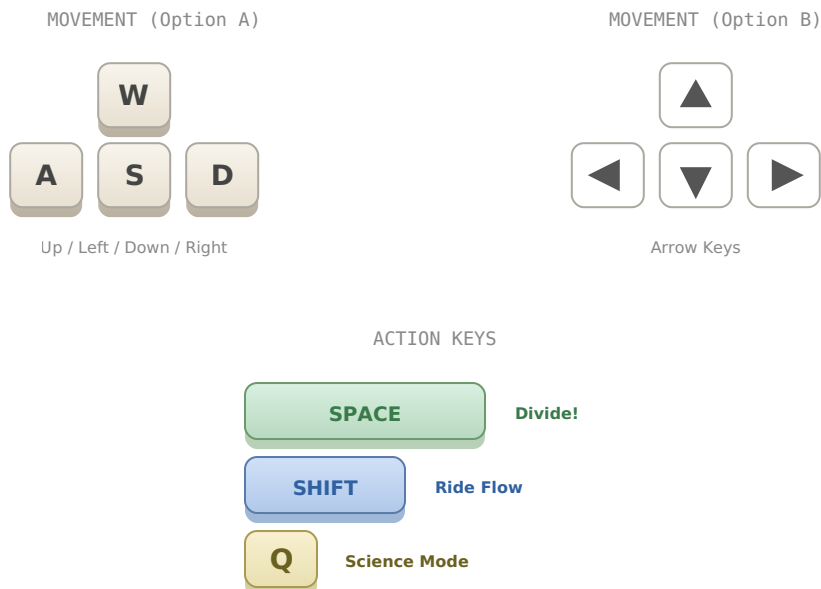 MOVEMENT (Option A)
MOVEMENT (Option B)
W
A S D
Up / Left / Down / Right
Arrow Keys
ACTION KEYS
SPACE Divide!
SHIFT Ride Flow
Q Science Mode